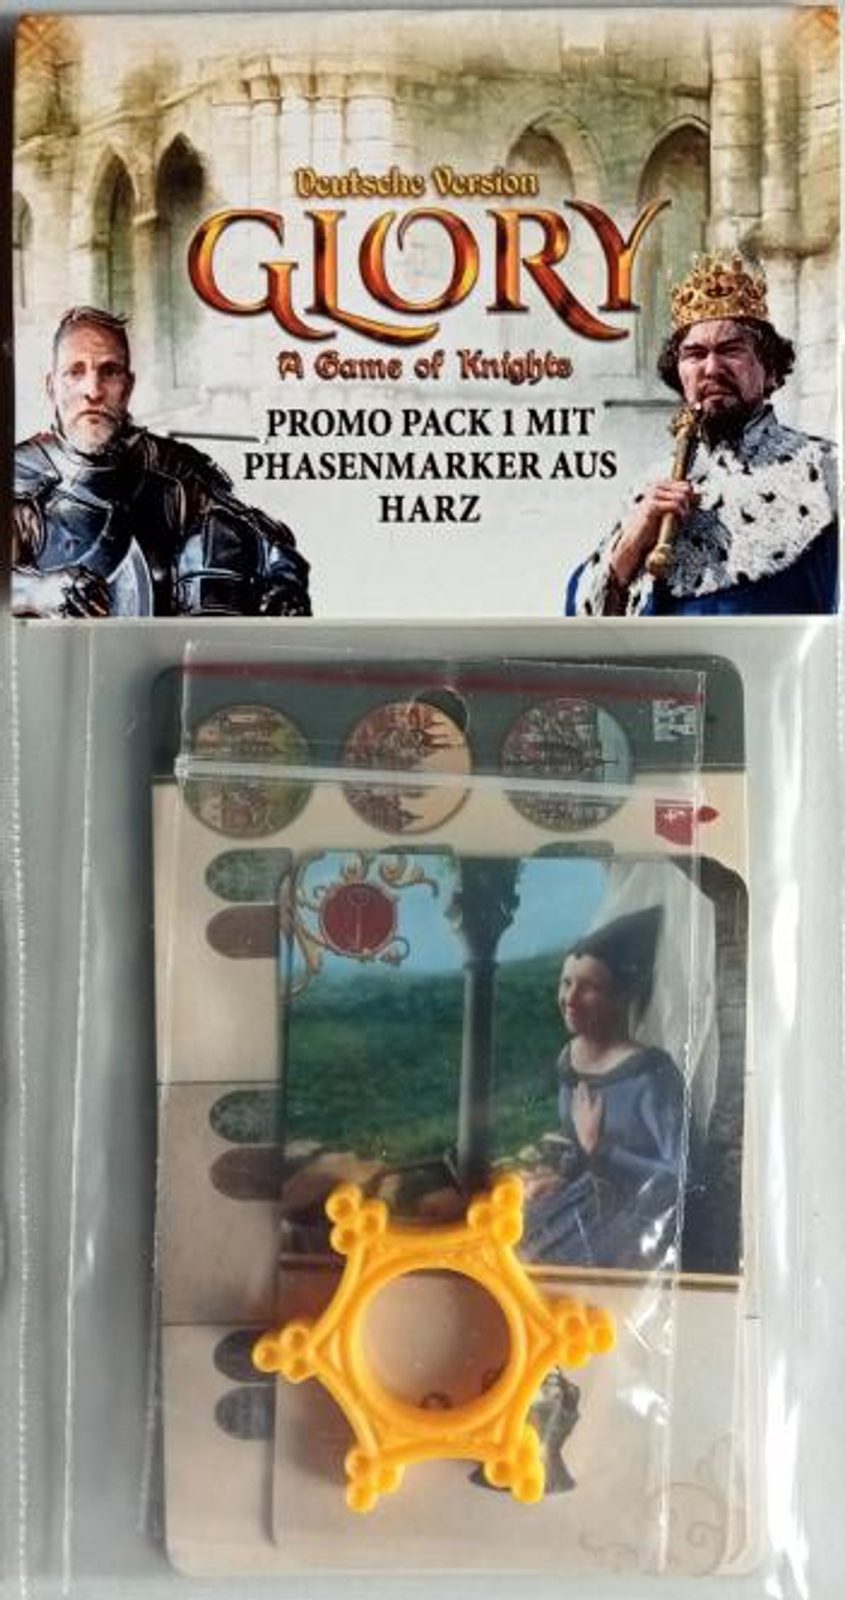 Deutsche Version
GLORY
A Game of Knights
PROMO PACK 1 MIT
PHASENMARKER AUS
HARZ